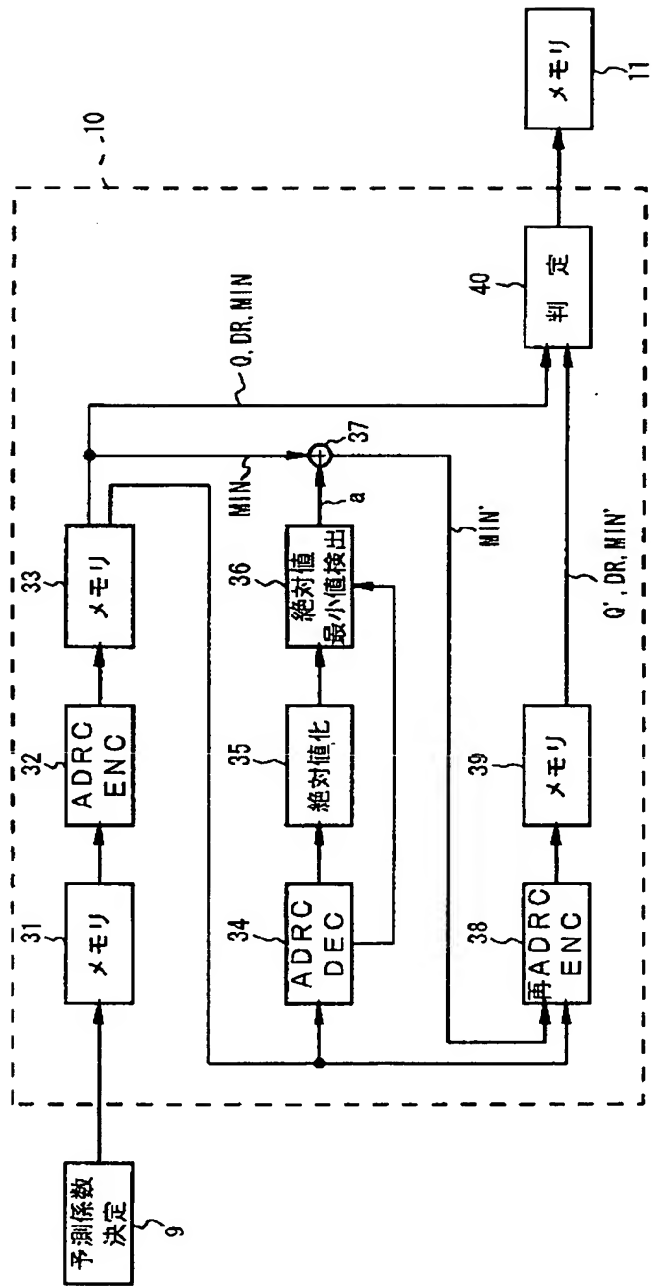 予測係数
決定
9
10
31
メモリ
32
ADRC
ENC
33
メモリ
Q, DR, MIN
MIN
34
ADRC
DEC
35
絶対値化
36
絶対値
最小値検出
a
37
MIN'
38
再ADRC
ENC
39
メモリ
Q', DR, MIN'
40
判定
メモリ
11